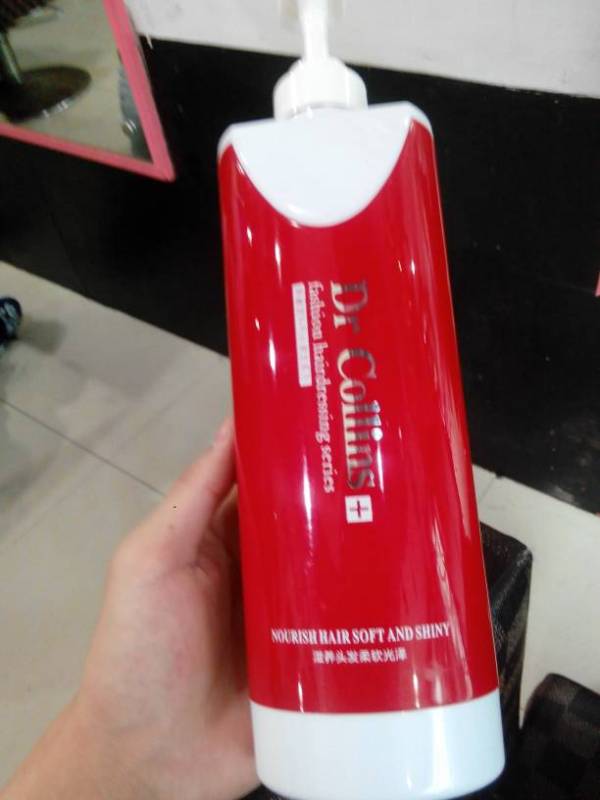 Dr Collins
fashion hairdressing series
NOURISH HAIR SOFT AND SHINY
滋养头发柔软光泽